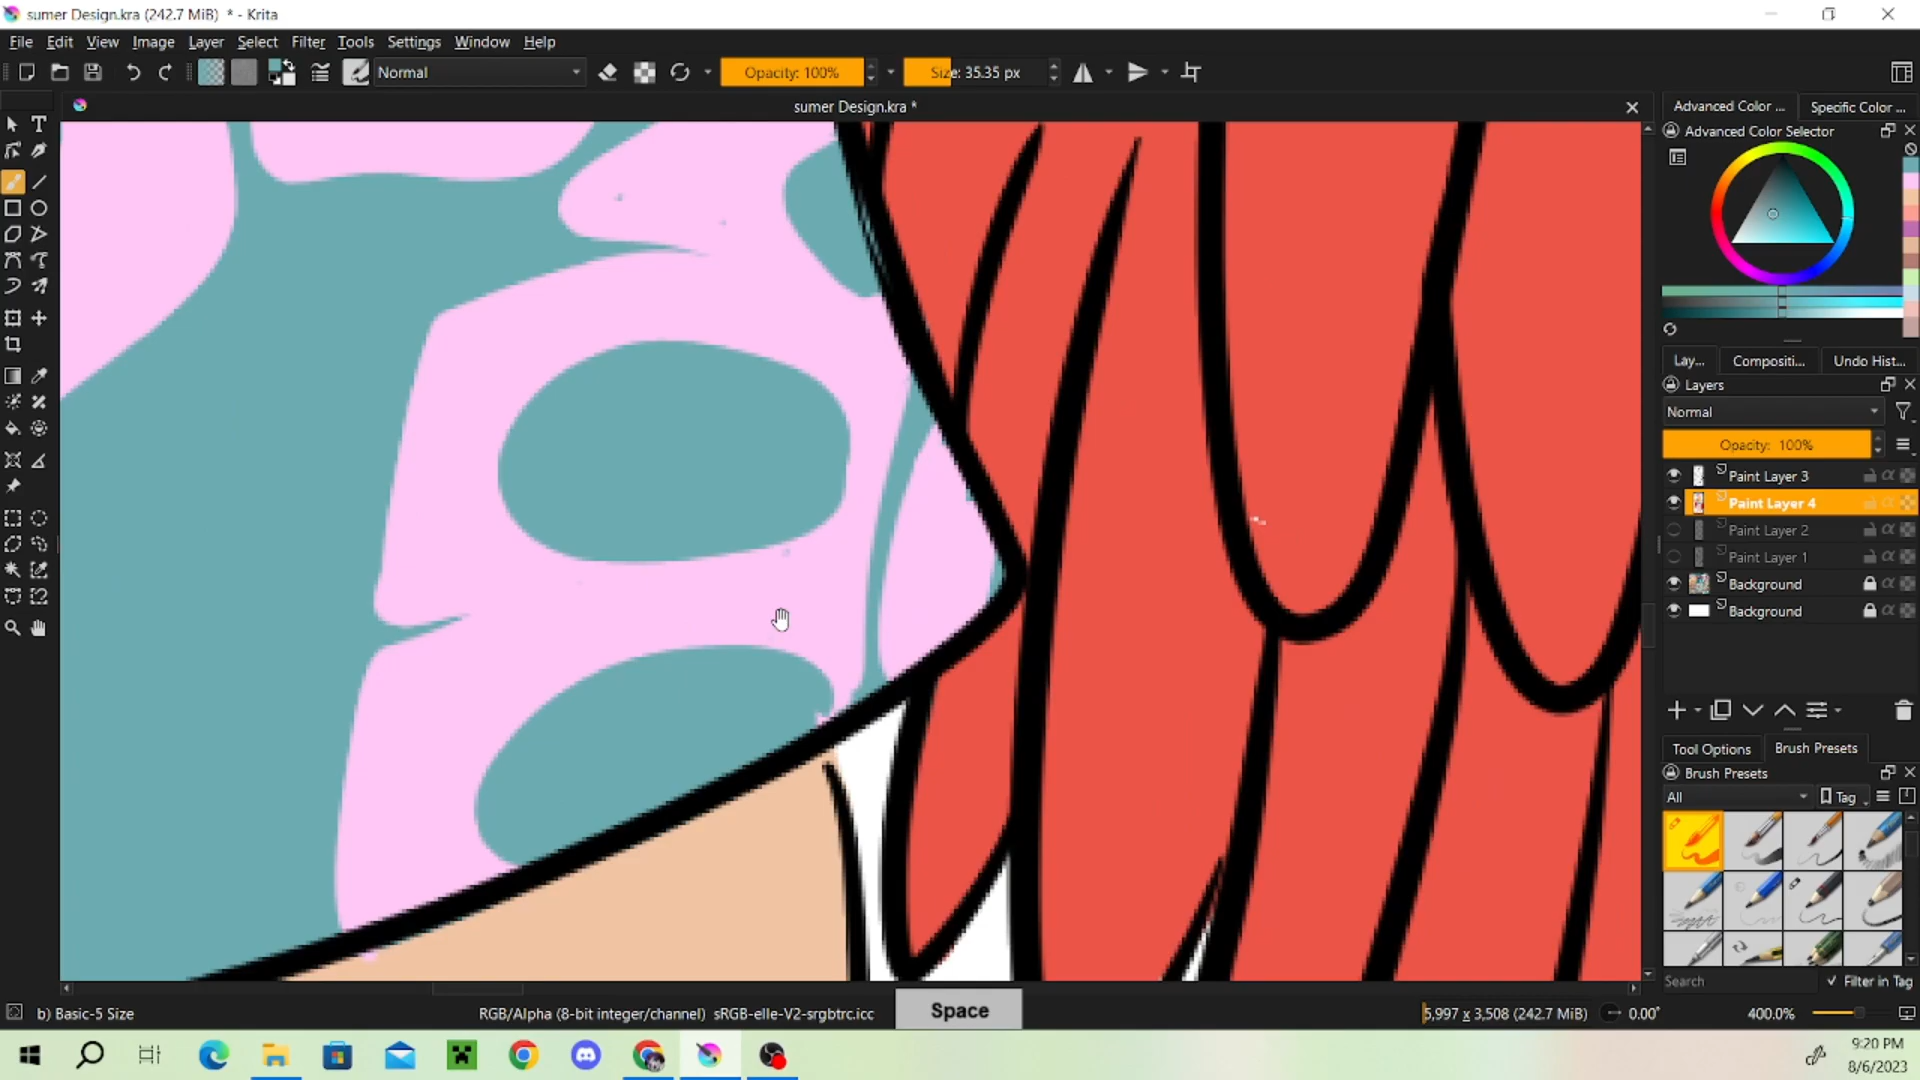 sumer Design.kra (242.7 MiB) * - Krita
File Edit View Image Layer Select Filter Tools Settings Window Help
Normal Opacity: 100% Size: 35.35 px
sumer Design.kra *
Advanced Color ... Specific Color ...
Advanced Color Selector
Lay... Compositi... Undo Hist...
Layers
Normal
Opacity: 100%
Paint Layer 3
Paint Layer 4
Paint Layer 2
Paint Layer 1
Background
Background
Tool Options Brush Presets
Brush Presets
All Tag
Search Filter in Tag
b) Basic-5 Size RGB/Alpha (8-bit integer/channel) sRGB-elle-V2-srgbtrc.icc Space 5,997 x 3,508 (242.7 MiB) 0.00° 400.0%
9:20 PM
8/6/2023